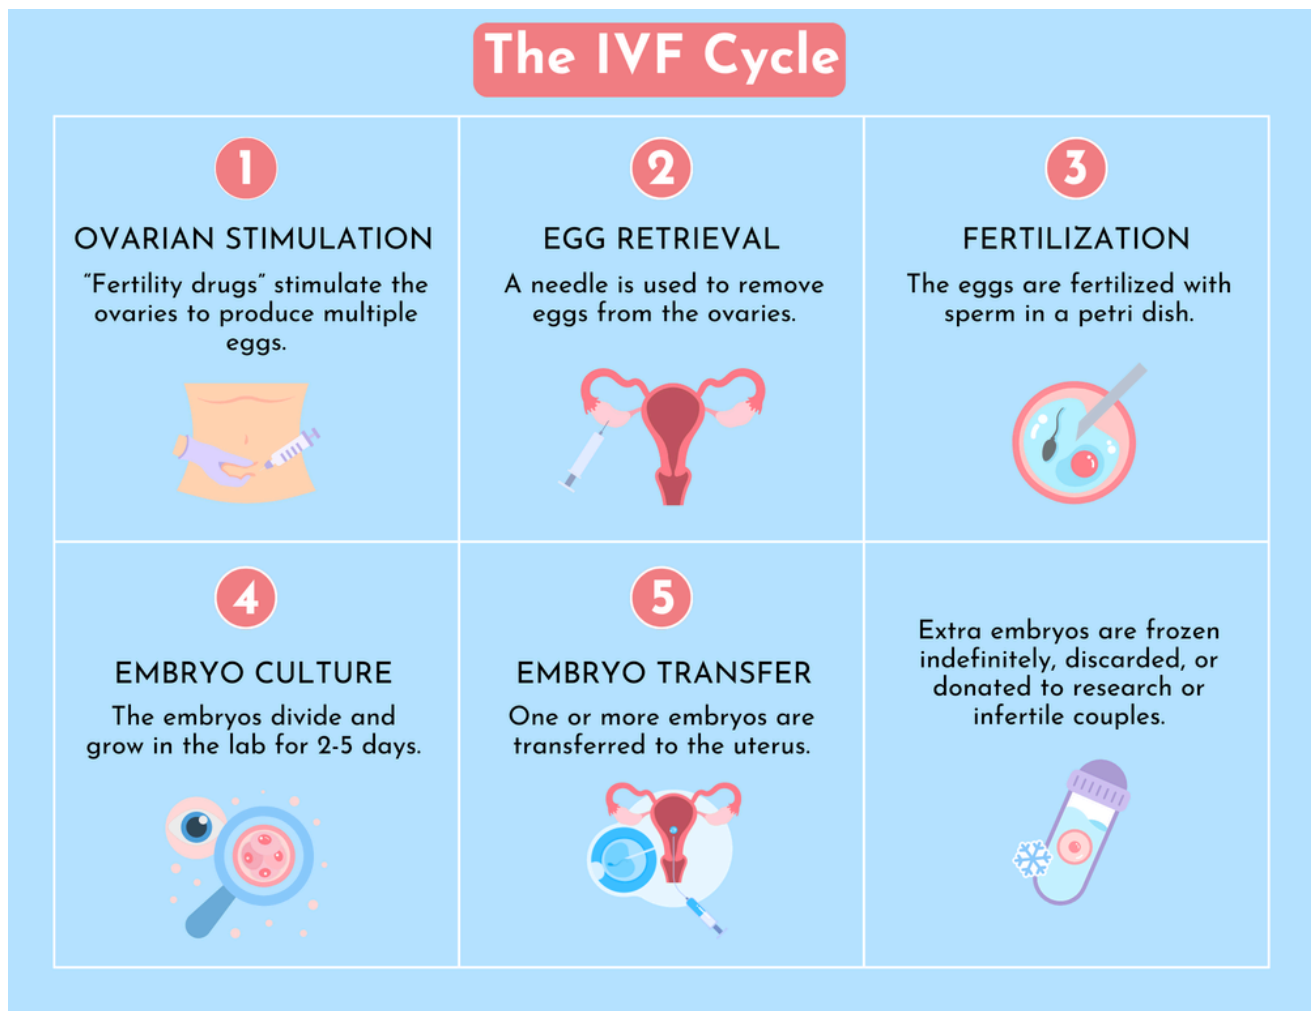 The IVF Cycle
1
OVARIAN STIMULATION
“Fertility drugs” stimulate the
ovaries to produce multiple
eggs.
2
EGG RETRIEVAL
A needle is used to remove
eggs from the ovaries.
3
FERTILIZATION
The eggs are fertilized with
sperm in a petri dish.
4
EMBRYO CULTURE
The embryos divide and
grow in the lab for 2-5 days.
5
EMBRYO TRANSFER
One or more embryos are
transferred to the uterus.
Extra embryos are frozen
indefinitely, discarded, or
donated to research or
infertile couples.